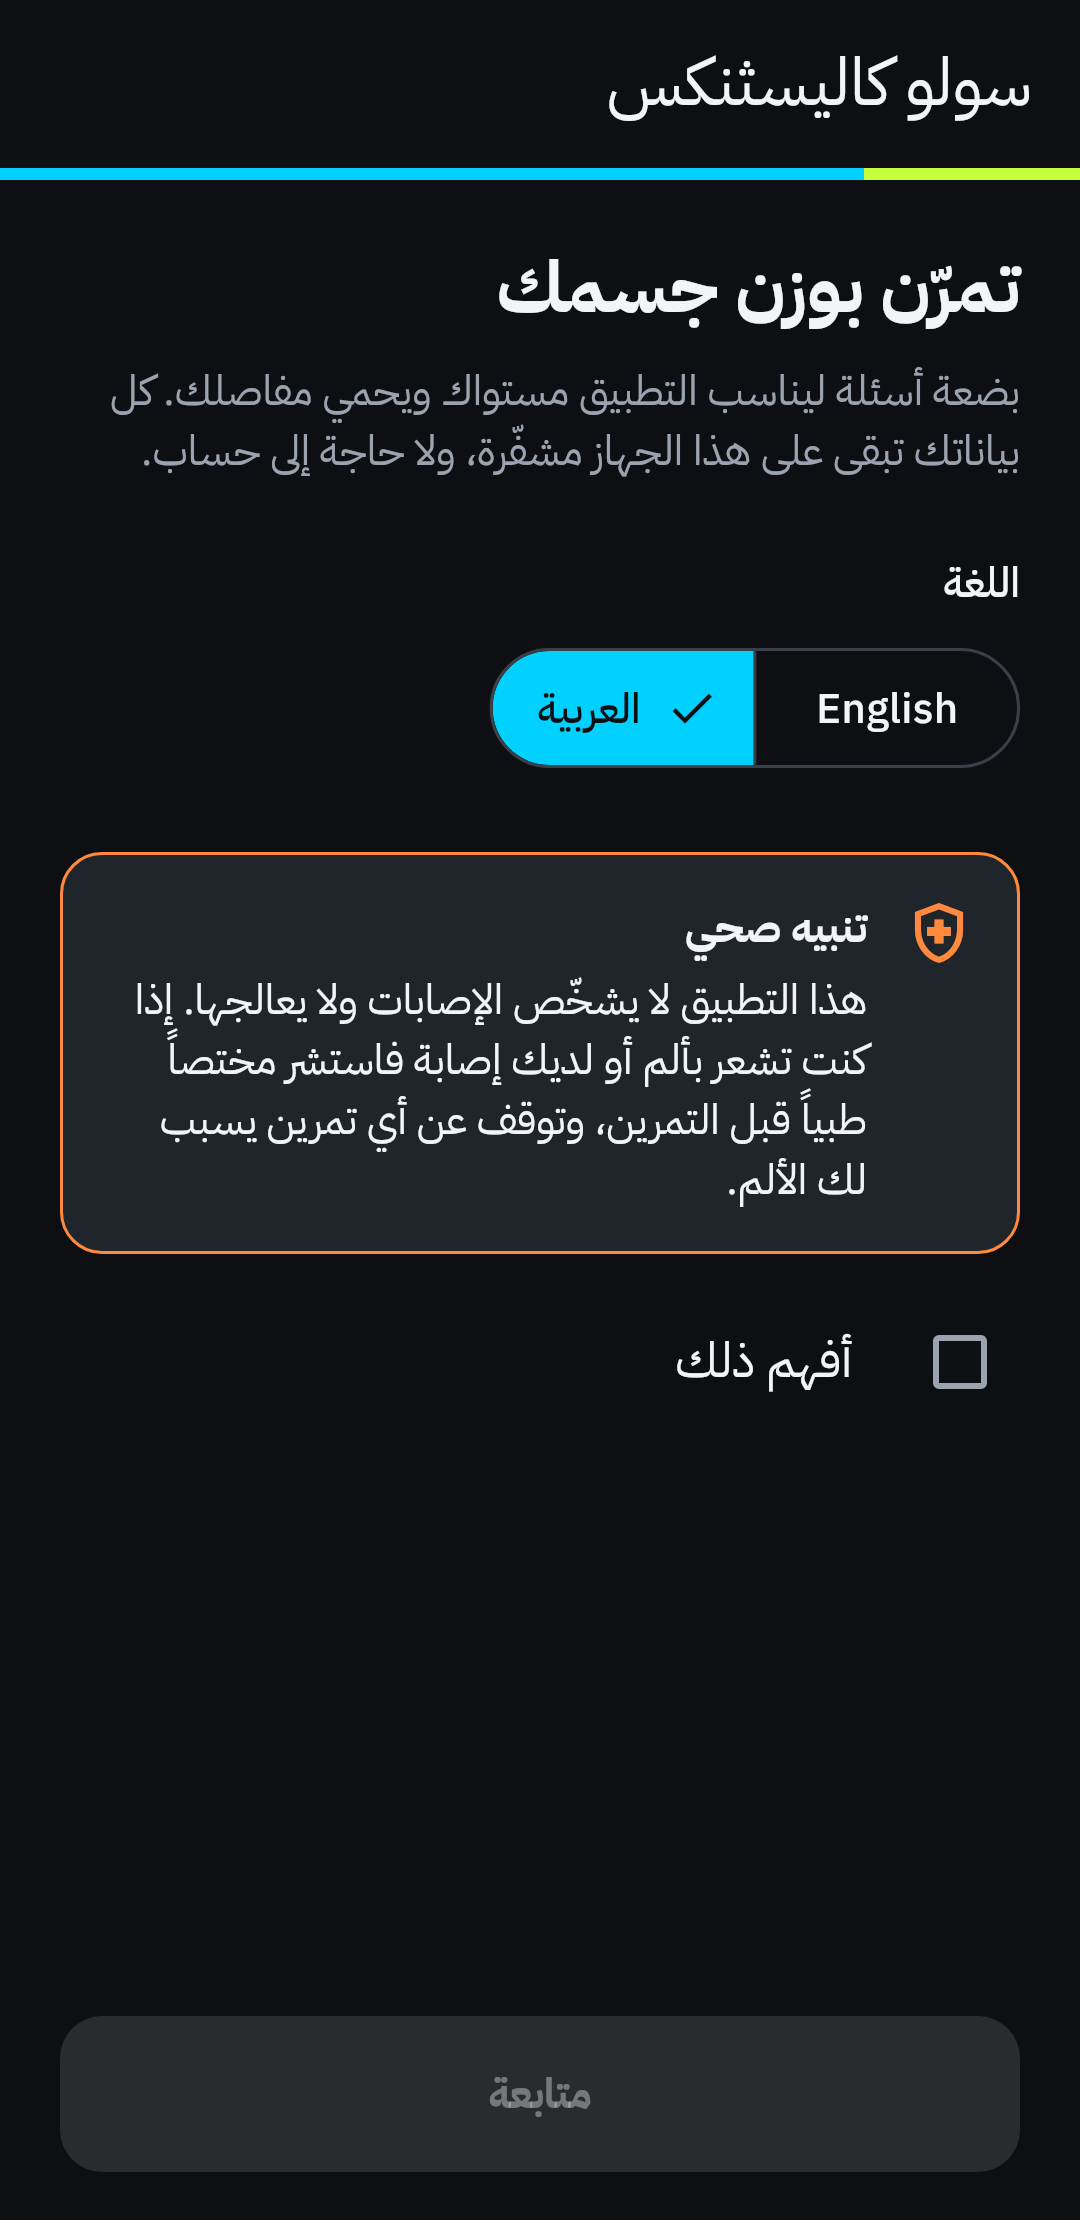 سولو كاليسثنكس
تمرّن بوزن جسمك
بضعة أسئلة ليناسب التطبيق مستواك ويحمي مفاصلك. كل
بياناتك تبقى على هذا الجهاز مشفّرة، ولا حاجة إلى حساب.
اللغة
English
العربية
تنبيه صحي
هذا التطبيق لا يشخّص الإصابات ولا يعالجها. إذا
كنت تشعر بألم أو لديك إصابة فاستشر مختصاً
طبياً قبل التمرين، وتوقف عن أي تمرين يسبب
لك الألم.
أفهم ذلك
متابعة